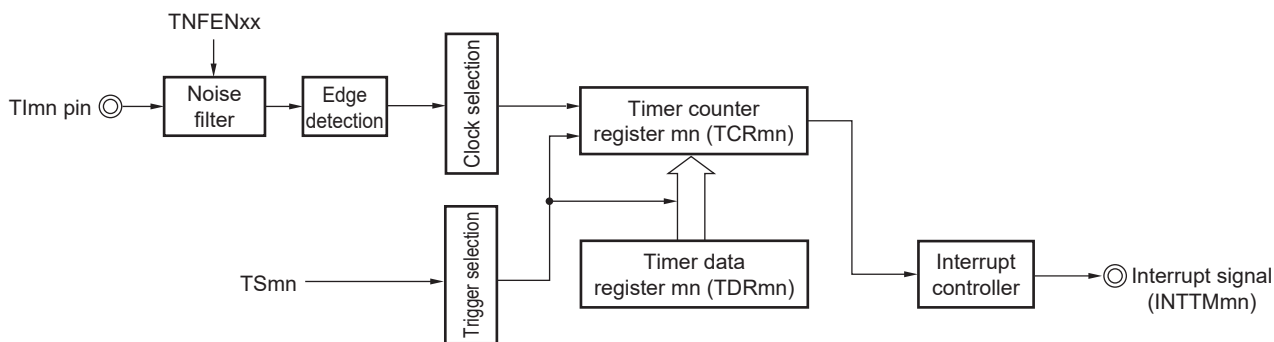 TNFENxx
TImn pin
Noise
filter
Edge
detection
Clock selection
Timer counter
register mn (TCRmn)
TSmn
Trigger selection
Timer data
register mn (TDRmn)
Interrupt
controller
Interrupt signal
(INTTMmn)